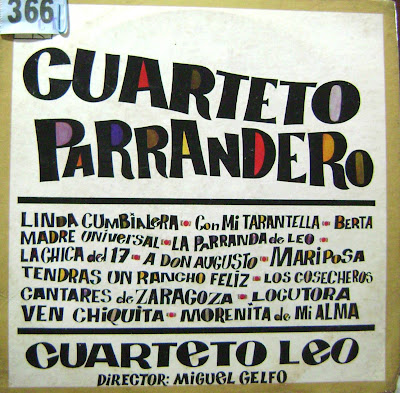 366
CUARTETO
PARRANDERO
LINDA CUMBIALERA • Con Mi TARANTELLA • BERTA
MADRE UNIVERSAL • LA PARRANDA de LEO •
LA CHICA del 17 • A DON AUGUSTO • MARIPOSA
TENDRAS UN RANCHO FELIZ • LOS COSECHEROS
CANTARES de ZARAGOZA • LOCUTORA
VEN CHIQUITA • MORENITA de Mi ALMA
CUARTETO LEO
DIRECTOR: MIGUEL GELFO